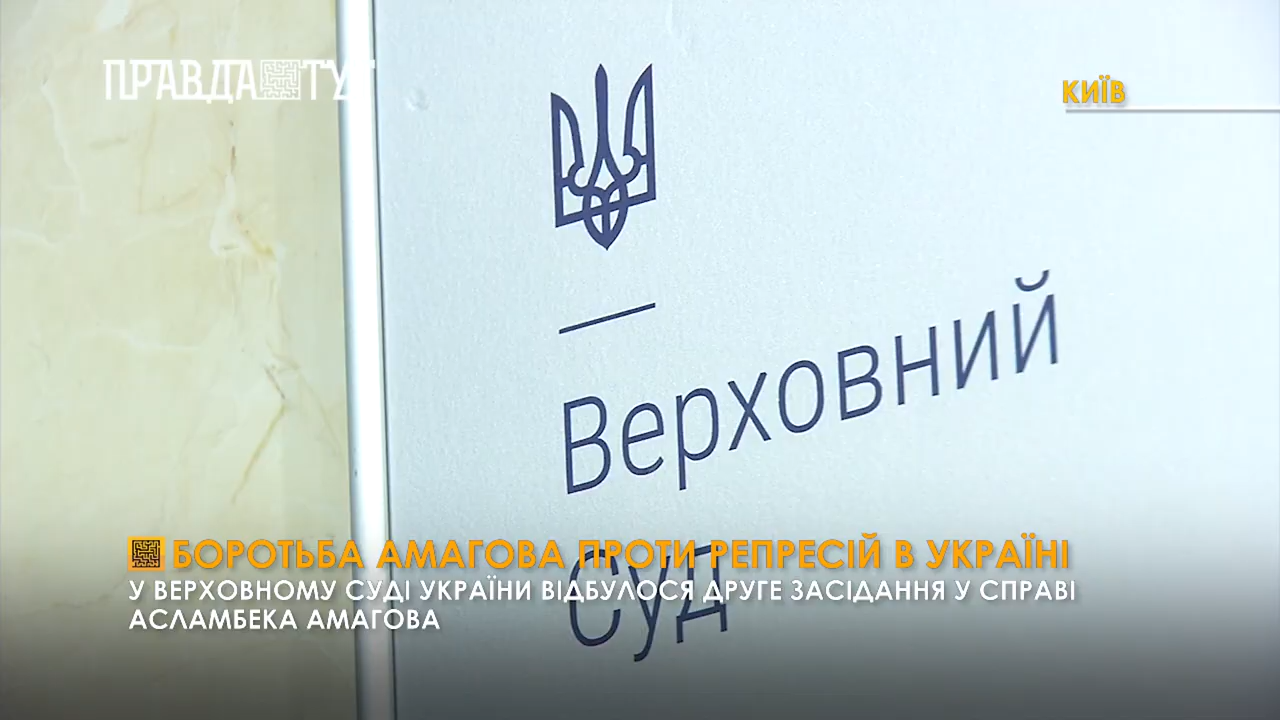 ПРАВДА ТУТ
КИЇВ
Верховний
Суд
БОРОТЬБА АМАГОВА ПРОТИ РЕПРЕСІЙ В УКРАЇНІ
У ВЕРХОВНОМУ СУДІ УКРАЇНИ ВІДБУЛОСЯ ДРУГЕ ЗАСІДАННЯ У СПРАВІ
АСЛАМБЕКА АМАГОВА